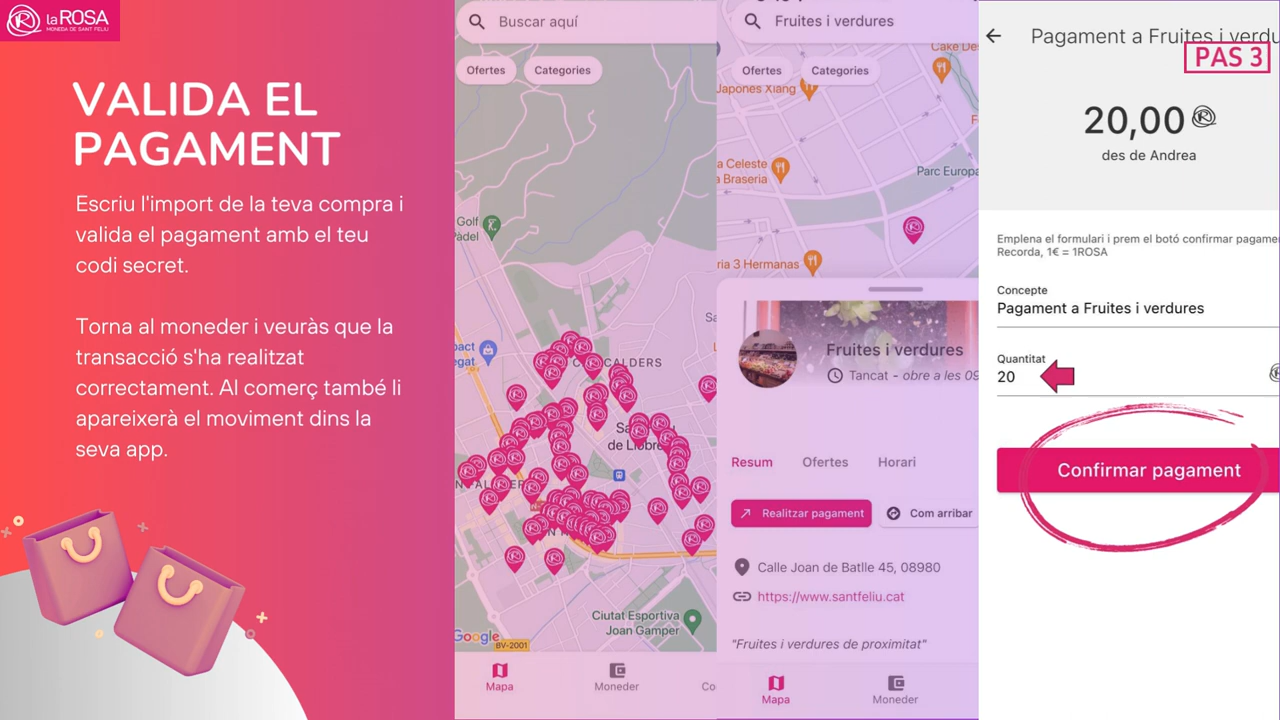 la ROSA
MONEDA DE SANT FELIU
VALIDA EL
PAGAMENT
Escriu l'import de la teva compra i
valida el pagament amb el teu
codi secret.
Torna al moneder i veuràs que la
transacció s'ha realitzat
correctament. Al comerç també li
apareixerà el moviment dins la
seva app.
Buscar aquí
Ofertes
Categories
Golf
Pàdel
CALDERS
de Llobre
Ciutat Esportiva
Joan Gamper
Google
BV-2001
Mapa
Moneder
Co
Fruites i verdures
Ofertes
Categories
Cake De
Japones Xiang
a Celeste
a Braseria
Parc Europa
ria 3 Hermanas
Fruites i verdures
Tancat - obre a les 09
Resum
Ofertes
Horari
Realitzar pagament
Com arribar
Calle Joan de Batlle 45, 08980
https://www.santfeliu.cat
"Fruites i verdures de proximitat"
Mapa
Moneder
Pagament a Fruites i verdu
PAS 3
20,00
des de Andrea
Emplena el formulari i prem el botó confirmar pagame
Recorda, 1€ = 1ROSA
Concepte
Pagament a Fruites i verdures
Quantitat
20
Confirmar pagament